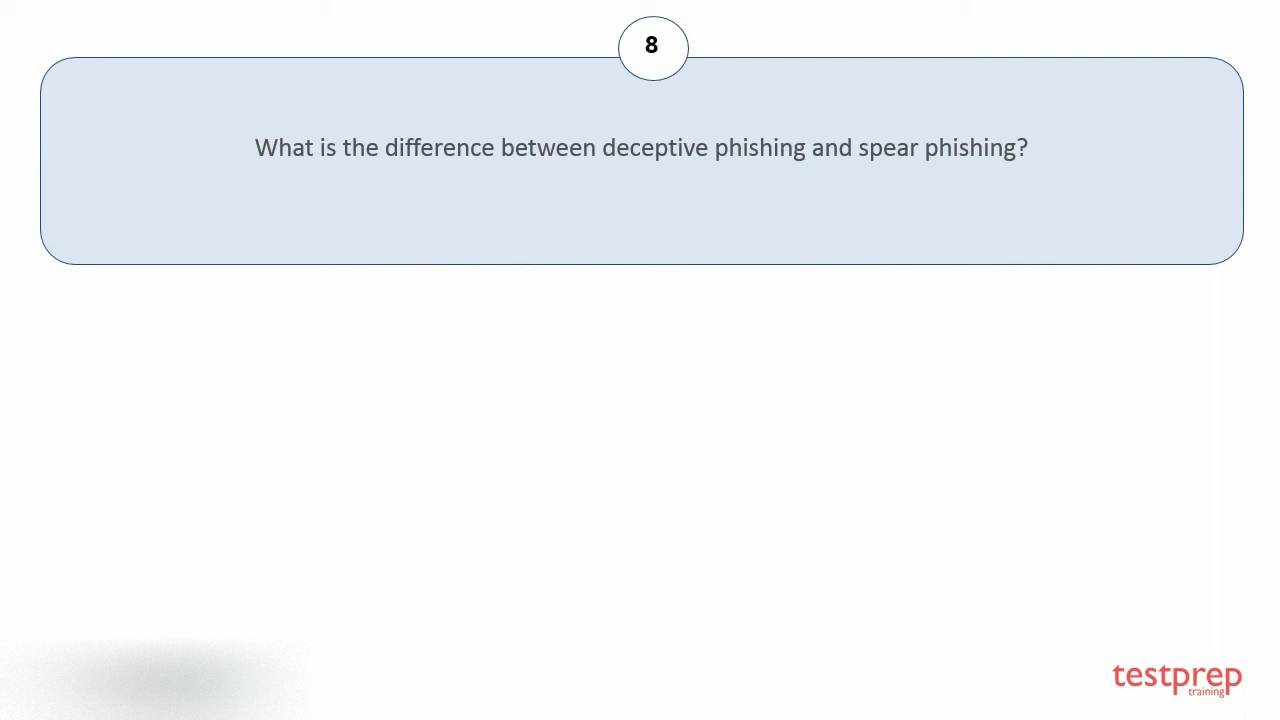 8
What is the difference between deceptive phishing and spear phishing?
testprep
training